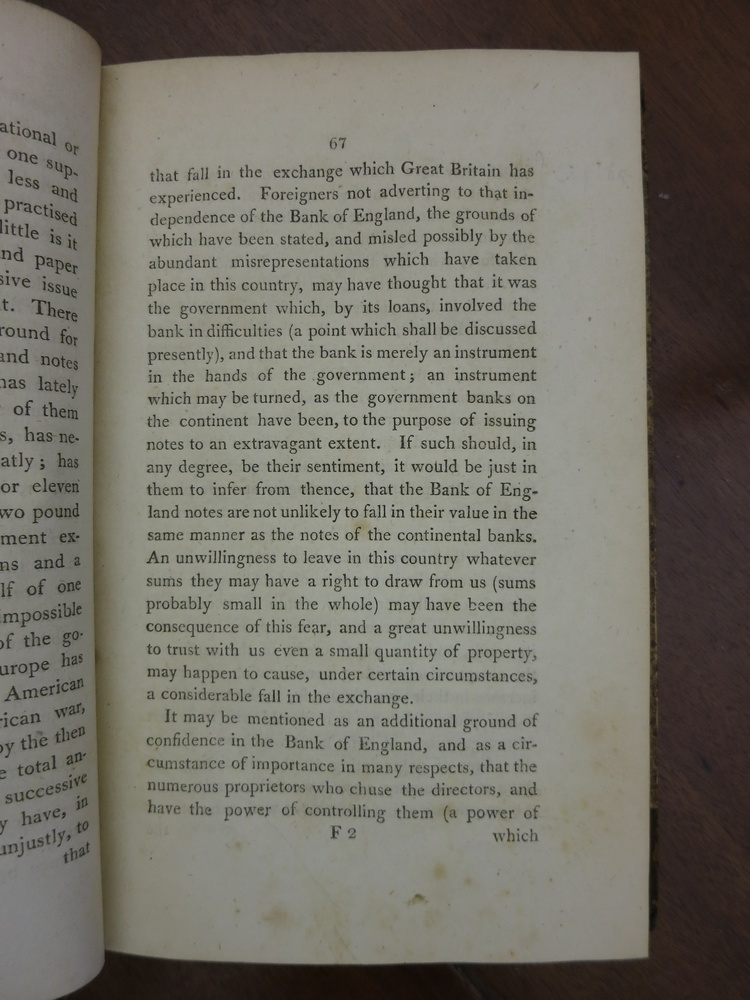 ational or
one sup-
less and
practised
little is it
nd paper
sive issue
t. There
round for
and notes
has lately
of them
s, has ne-
atly; has
or eleven
wo pound
ment ex-
ns and a
lf of one
impossible
of the go-
urope has
American
rican war,
by the then
e total an-
successive
y have, in
unjustly, to
that
67
that fall in the exchange which Great Britain has
experienced. Foreigners not adverting to that in-
dependence of the Bank of England, the grounds of
which have been stated, and misled possibly by the
abundant misrepresentations which have taken
place in this country, may have thought that it was
the government which, by its loans, involved the
bank in difficulties (a point which shall be discussed
presently), and that the bank is merely an instrument
in the hands of the government; an instrument
which may be turned, as the government banks on
the continent have been, to the purpose of issuing
notes to an extravagant extent. If such should, in
any degree, be their sentiment, it would be just in
them to infer from thence, that the Bank of Eng-
land notes are not unlikely to fall in their value in the
same manner as the notes of the continental banks.
An unwillingness to leave in this country whatever
sums they may have a right to draw from us (sums
probably small in the whole) may have been the
consequence of this fear, and a great unwillingness
to trust with us even a small quantity of property,
may happen to cause, under certain circumstances,
a considerable fall in the exchange.
It may be mentioned as an additional ground of
confidence in the Bank of England, and as a cir-
cumstance of importance in many respects, that the
numerous proprietors who chuse the directors, and
have the power of controlling them (a power of
F 2 which